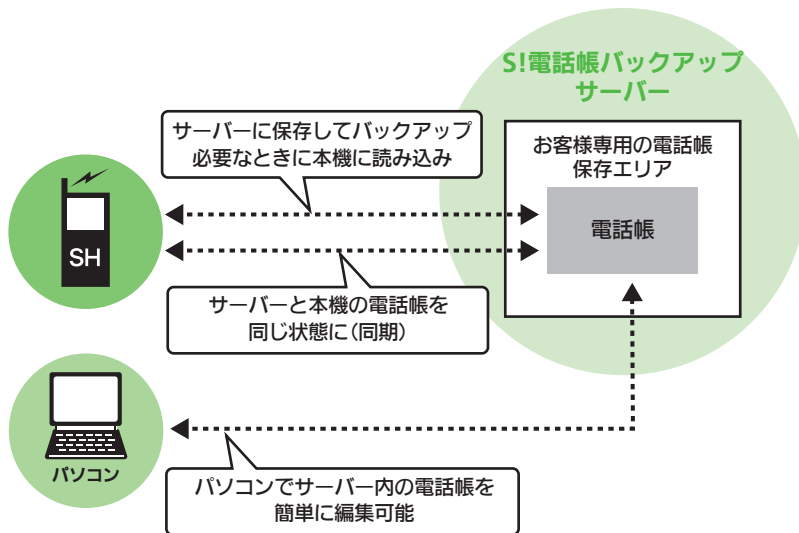 S!電話帳バックアップ
サーバー
サーバーに保存してバックアップ
必要なときに本機に読み込み
お客様専用の電話帳
保存エリア
電話帳
SH
サーバーと本機の電話帳を
同じ状態に（同期）
パソコン
パソコンでサーバー内の電話帳を
簡単に編集可能